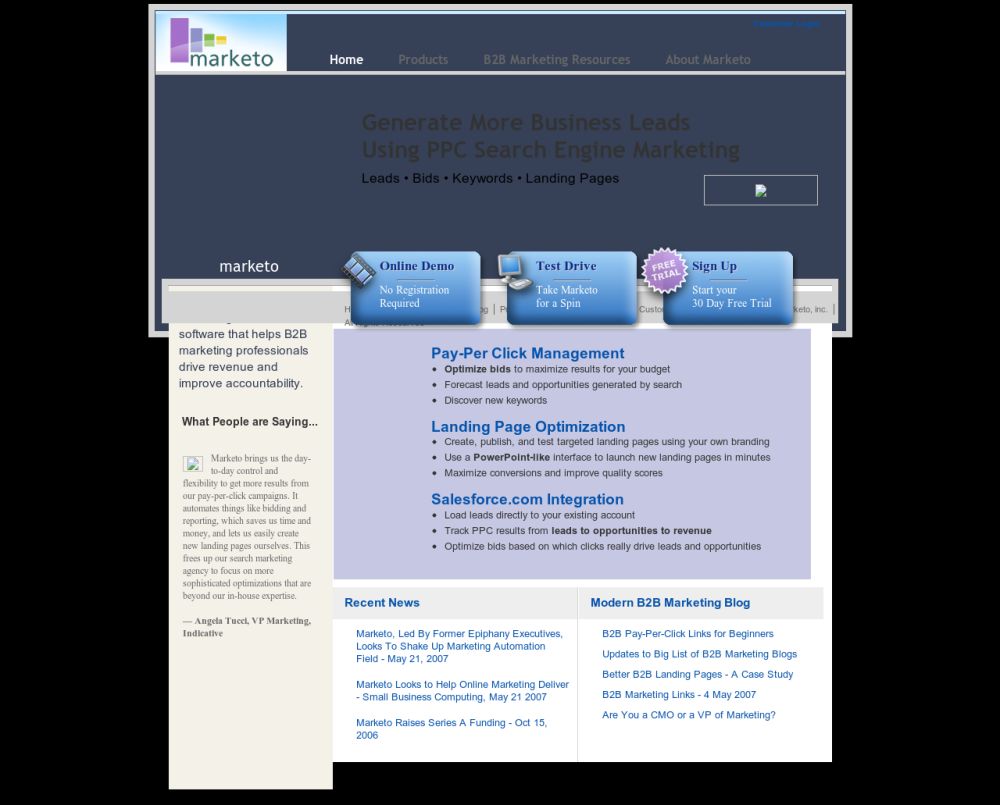 Customer Login
marketo
Home
Products
B2B Marketing Resources
About Marketo
Generate More Business Leads
Using PPC Search Engine Marketing
Leads • Bids • Keywords • Landing Pages
marketo
Online Demo
No Registration
Required
Test Drive
Take Marketo
for a Spin
FREE
TRIAL
Sign Up
Start your
30 Day Free Trial
software that helps B2B
marketing professionals
drive revenue and
improve accountability.
What People are Saying...
Marketo brings us the day-
to-day control and
flexibility to get more results from
our pay-per-click campaigns. It
automates things like bidding and
reporting, which saves us time and
money, and lets us easily create
new landing pages ourselves. This
frees up our search marketing
agency to focus on more
sophisticated optimizations that are
beyond our in-house expertise.
— Angela Tucci, VP Marketing,
Indicative
Pay-Per Click Management
• Optimize bids to maximize results for your budget
• Forecast leads and opportunities generated by search
• Discover new keywords
Landing Page Optimization
• Create, publish, and test targeted landing pages using your own branding
• Use a PowerPoint-like interface to launch new landing pages in minutes
• Maximize conversions and improve quality scores
Salesforce.com Integration
• Load leads directly to your existing account
• Track PPC results from leads to opportunities to revenue
• Optimize bids based on which clicks really drive leads and opportunities
Recent News
Marketo, Led By Former Epiphany Executives,
Looks To Shake Up Marketing Automation
Field - May 21, 2007
Marketo Looks to Help Online Marketing Deliver
- Small Business Computing, May 21 2007
Marketo Raises Series A Funding - Oct 15,
2006
Modern B2B Marketing Blog
B2B Pay-Per-Click Links for Beginners
Updates to Big List of B2B Marketing Blogs
Better B2B Landing Pages - A Case Study
B2B Marketing Links - 4 May 2007
Are You a CMO or a VP of Marketing?